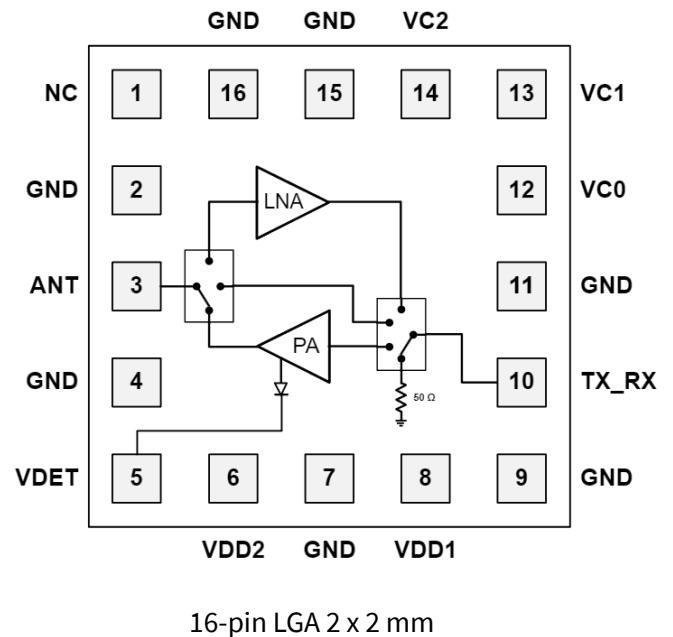 GND GND VC2
NC 1 16 15 14 13 VC1
LNA
GND 2 12 VC0
ANT 3 11 GND
PA
GND 4 10 TX_RX
50 Ω
VDET 5 6 7 8 9 GND
VDD2 GND VDD1
16-pin LGA 2 x 2 mm